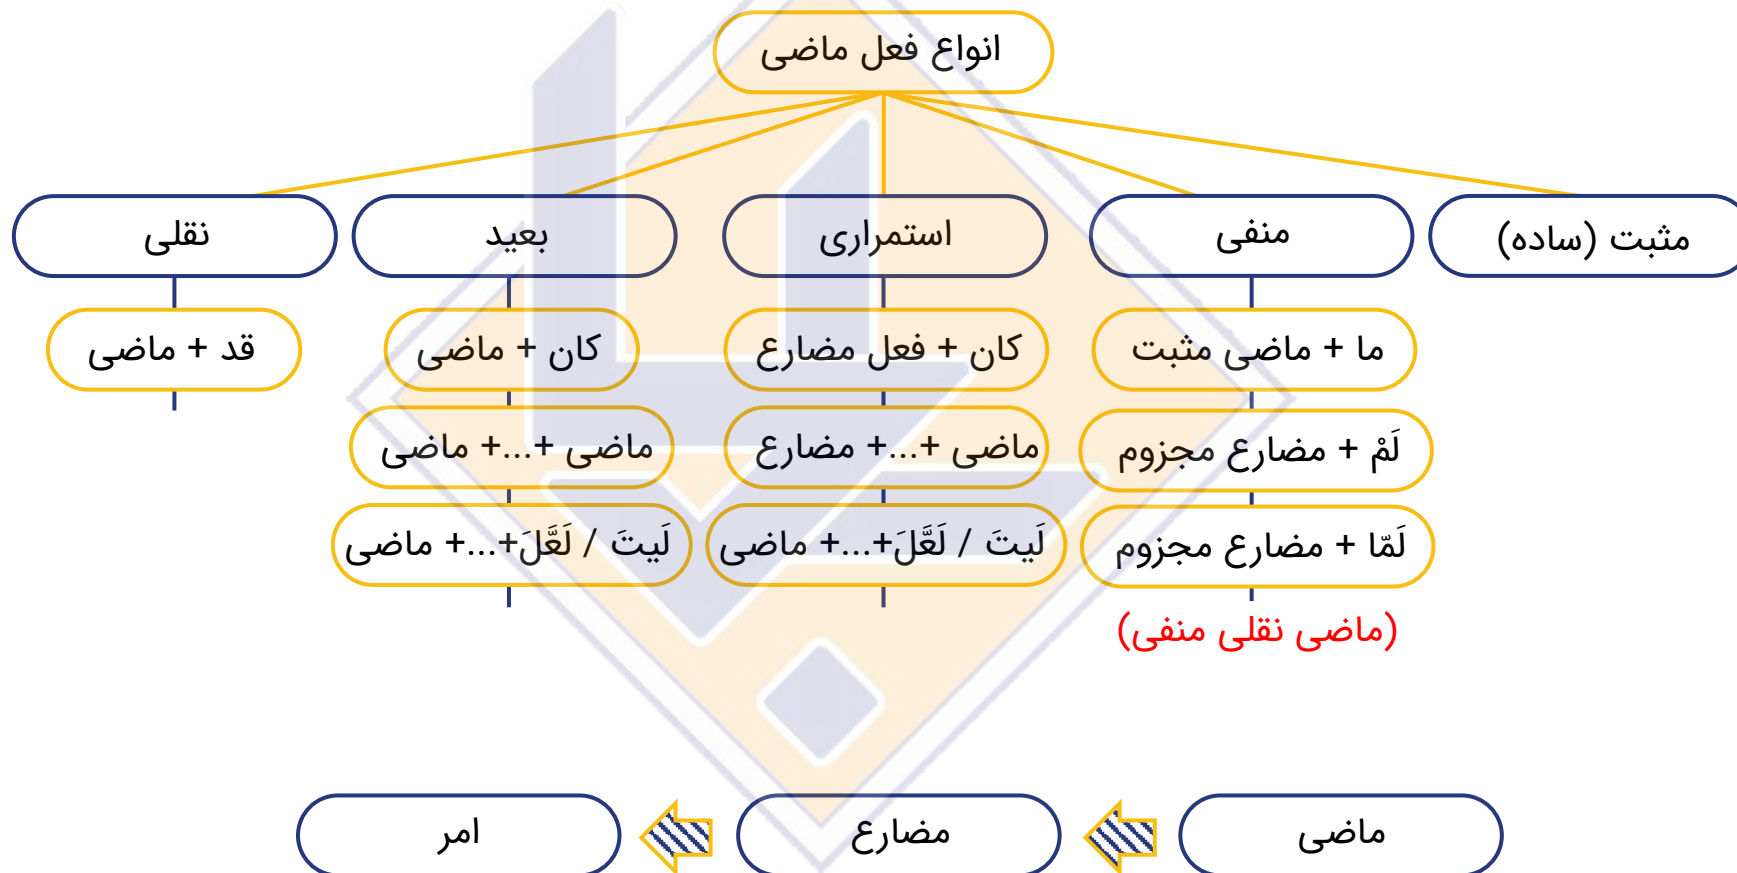 انواع فعل ماضی
مثبت (ساده)
منفی
استمراری
بعید
نقلی
ما + ماضی مثبت
کان + فعل مضارع
کان + ماضی
قد + ماضی
لَمْ + مضارع مجزوم
ماضی +...+ مضارع
ماضی +...+ ماضی
لَمّا + مضارع مجزوم
لَیتَ / لَعَّلَ+...+ ماضی
لَیتَ / لَعَّلَ+...+ ماضی
(ماضی نقلی منفی)
ماضی
مضارع
امر